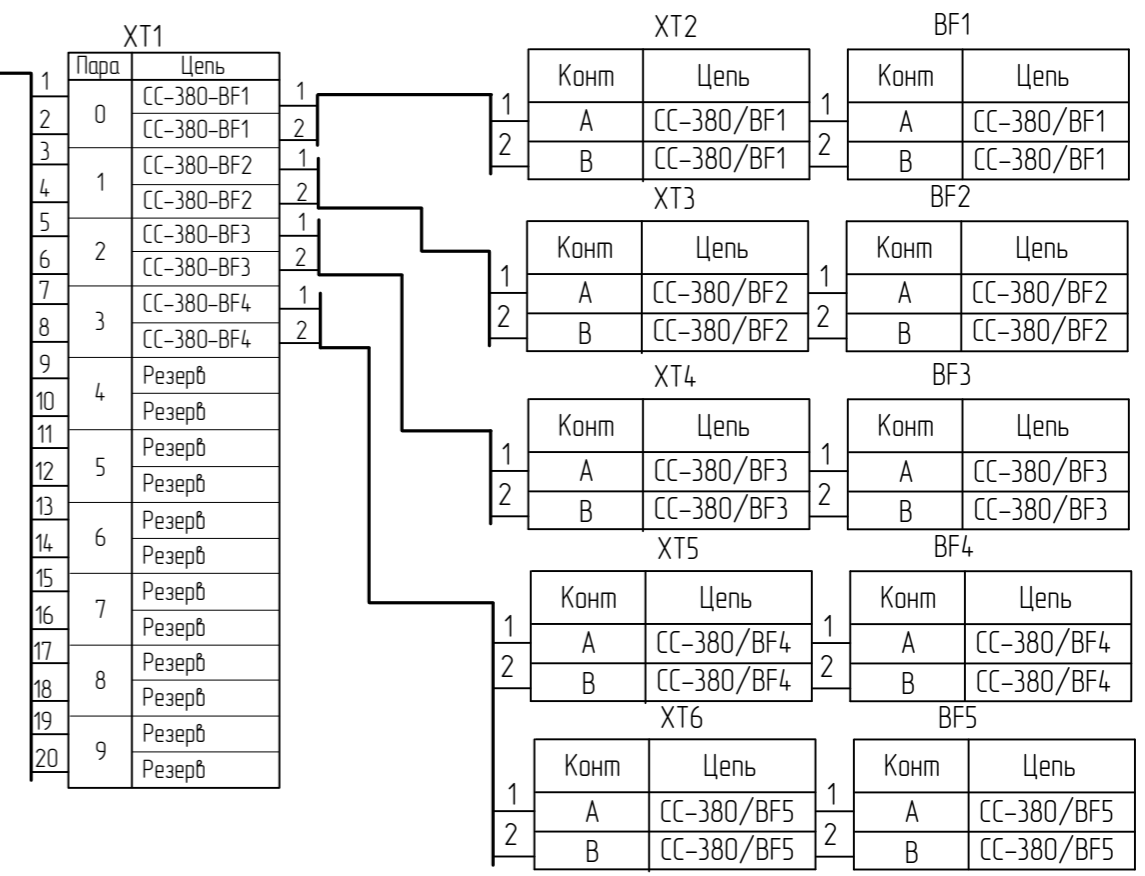 XT1
Пара Цепь
1 0 СС-380-BF1 1
2 СС-380-BF1 2
3 1 СС-380-BF2 1
4 СС-380-BF2 2
5 2 СС-380-BF3 1
6 СС-380-BF3 2
7 3 СС-380-BF4 1
8 СС-380-BF4 2
9 4 Резерв
10 Резерв
11 5 Резерв
12 Резерв
13 6 Резерв
14 Резерв
15 7 Резерв
16 Резерв
17 8 Резерв
18 Резерв
19 9 Резерв
20 Резерв
XT2 BF1
Конт Цепь Конт Цепь
1 A СС-380/BF1 1 A СС-380/BF1
2 B СС-380/BF1 2 B СС-380/BF1
XT3 BF2
Конт Цепь Конт Цепь
1 A СС-380/BF2 1 A СС-380/BF2
2 B СС-380/BF2 2 B СС-380/BF2
XT4 BF3
Конт Цепь Конт Цепь
1 A СС-380/BF3 1 A СС-380/BF3
2 B СС-380/BF3 2 B СС-380/BF3
XT5 BF4
Конт Цепь Конт Цепь
1 A СС-380/BF4 1 A СС-380/BF4
2 B СС-380/BF4 2 B СС-380/BF4
XT6 BF5
Конт Цепь Конт Цепь
1 A СС-380/BF5 1 A СС-380/BF5
2 B СС-380/BF5 2 B СС-380/BF5